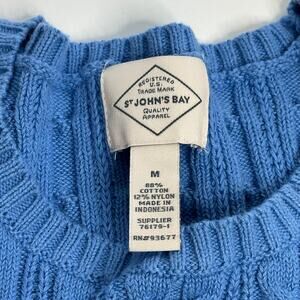 REGISTERED
U.S.
TRADE MARK
ST JOHN'S BAY
QUALITY
APPAREL
M
88%
COTTON
12% NYLON
MADE IN
INDONESIA
SUPPLIER
76179-1
RN#93677